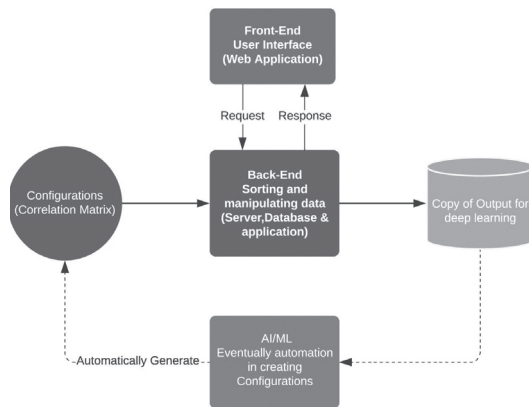 Front-End
User Interface
(Web Application)
Request
Response
Configurations
(Correlation Matrix)
Back-End
Sorting and
manipulating data
(Server,Database &
application)
Copy of Output for
deep learning
Automatically Generate
AI/ML
Eventually automation
in creating
Configurations